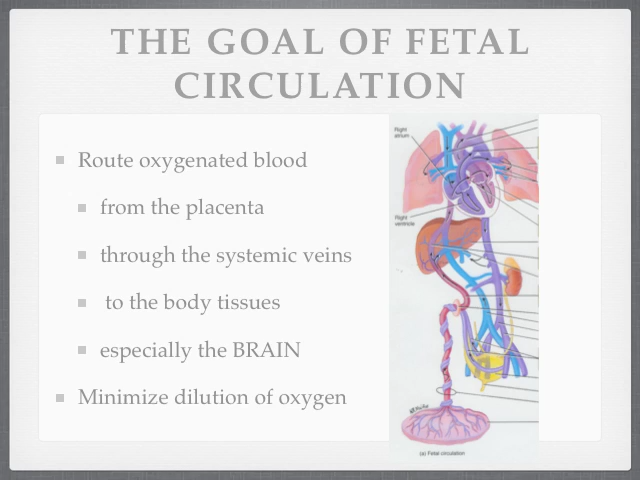 THE GOAL OF FETAL
CIRCULATION
Route oxygenated blood
from the placenta
through the systemic veins
to the body tissues
especially the BRAIN
Minimize dilution of oxygen
Right
atrium
Right
ventricle
(a) Fetal circulation